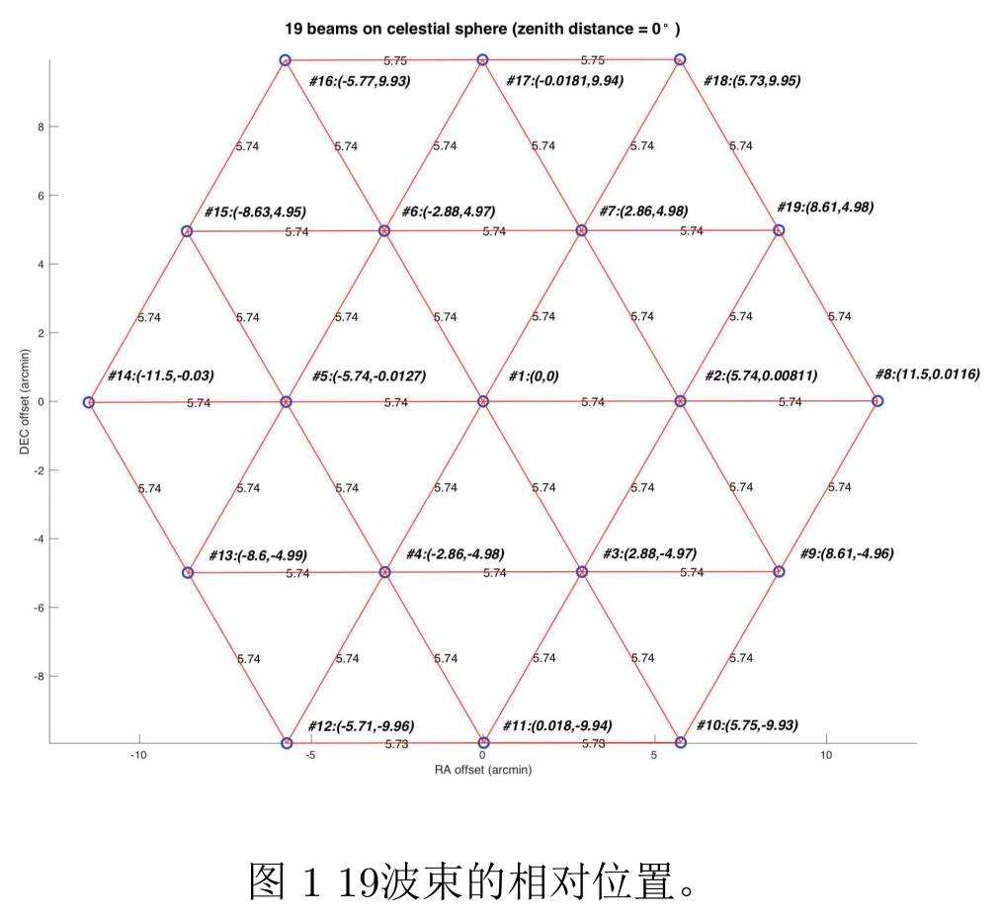 19 beams on celestial sphere (zenith distance = 0° )
5.75 5.75
#16:(-5.77,9.93) #17:(-0.0181,9.94) #18:(5.73,9.95)
8
5.74 5.74 5.74 5.74 5.74 5.74
6
#15:(-8.63,4.95) #6:(-2.88,4.97) #7:(2.86,4.98) #19:(8.61,4.98)
5.74 5.74 5.74
4
5.74 5.74 5.74 5.74 5.74 5.74 5.74 5.74
2
#14:(-11.5,-0.03) #5:(-5.74,-0.0127) #1:(0,0) #2:(5.74,0.00811) #8:(11.5,0.0116)
0
5.74 5.74 5.74 5.74
DEC offset (arcmin)
-2
5.74 5.74 5.74 5.74 5.74 5.74 5.74 5.74
-4
#13:(-8.6,-4.99) #4:(-2.86,-4.98) #3:(2.88,-4.97) #9:(8.61,-4.96)
5.74 5.74 5.74
-6
5.74 5.74 5.74 5.74 5.74 5.74
-8
#12:(-5.71,-9.96) #11:(0.018,-9.94) #10:(5.75,-9.93)
5.73 5.73
-10 -5 0 5 10
RA offset (arcmin)
图 1 19波束的相对位置。